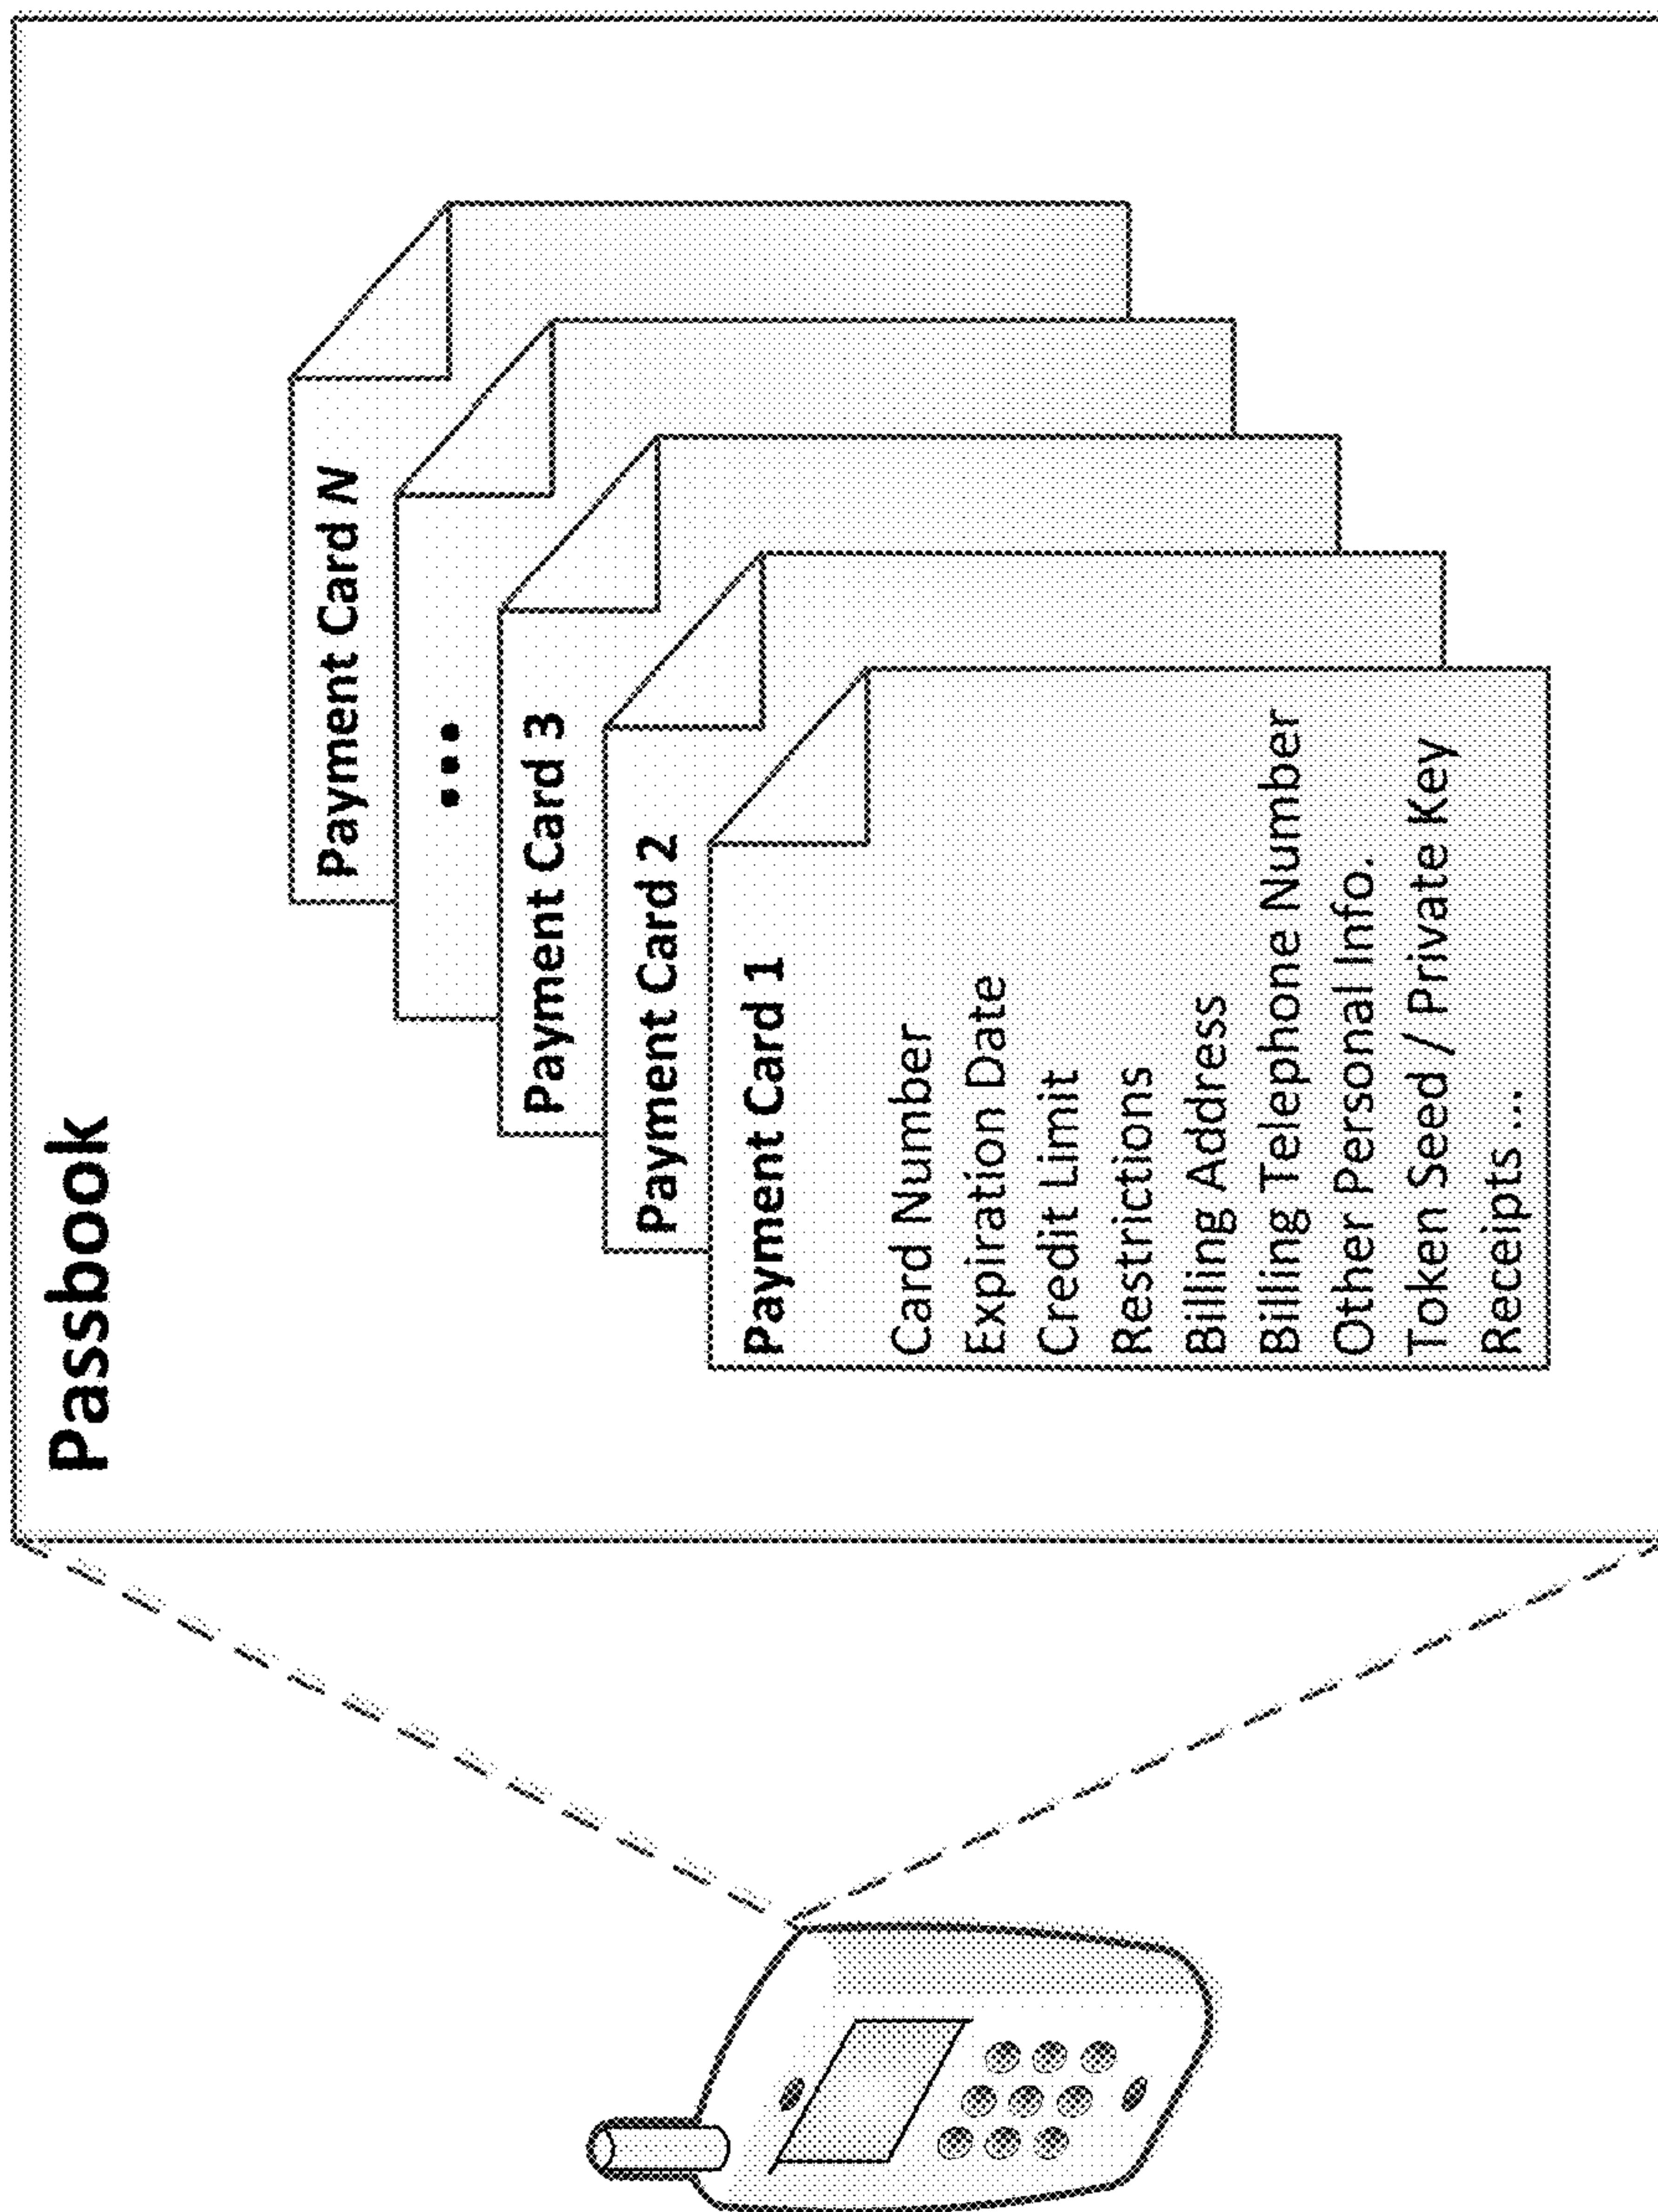 Passbook
Payment Card N
...
Payment Card 3
Payment Card 2
Payment Card 1
Card Number
Expiration Date
Credit Limit
Restrictions
Billing Address
Billing Telephone Number
Other Personal Info.
Token Seed / Private Key
Receipts ...